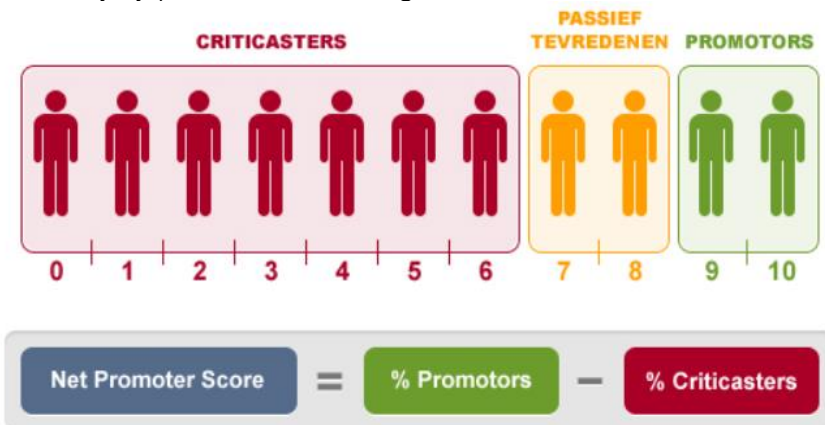 PASSIEF
CRITICASTERS TEVREDENEN PROMOTORS
0 1 2 3 4 5 6 7 8 9 10
Net Promoter Score = % Promotors – % Criticasters